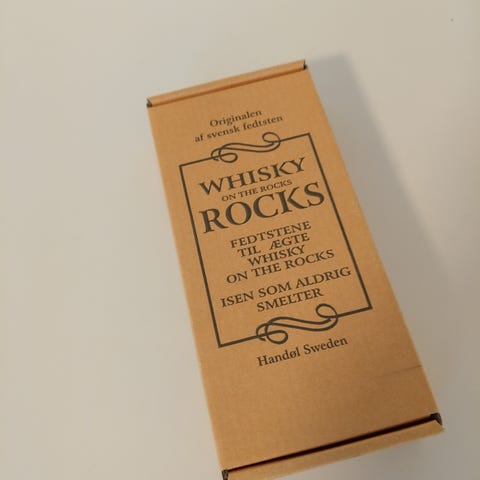 Originalen
af svensk fedtsten
WHISKY
ON THE ROCKS
ROCKS
FEDTSTENE
TIL ÆGTE
WHISKY
ON THE ROCKS
ISEN SOM ALDRIG
SMELTER
Handøl Sweden